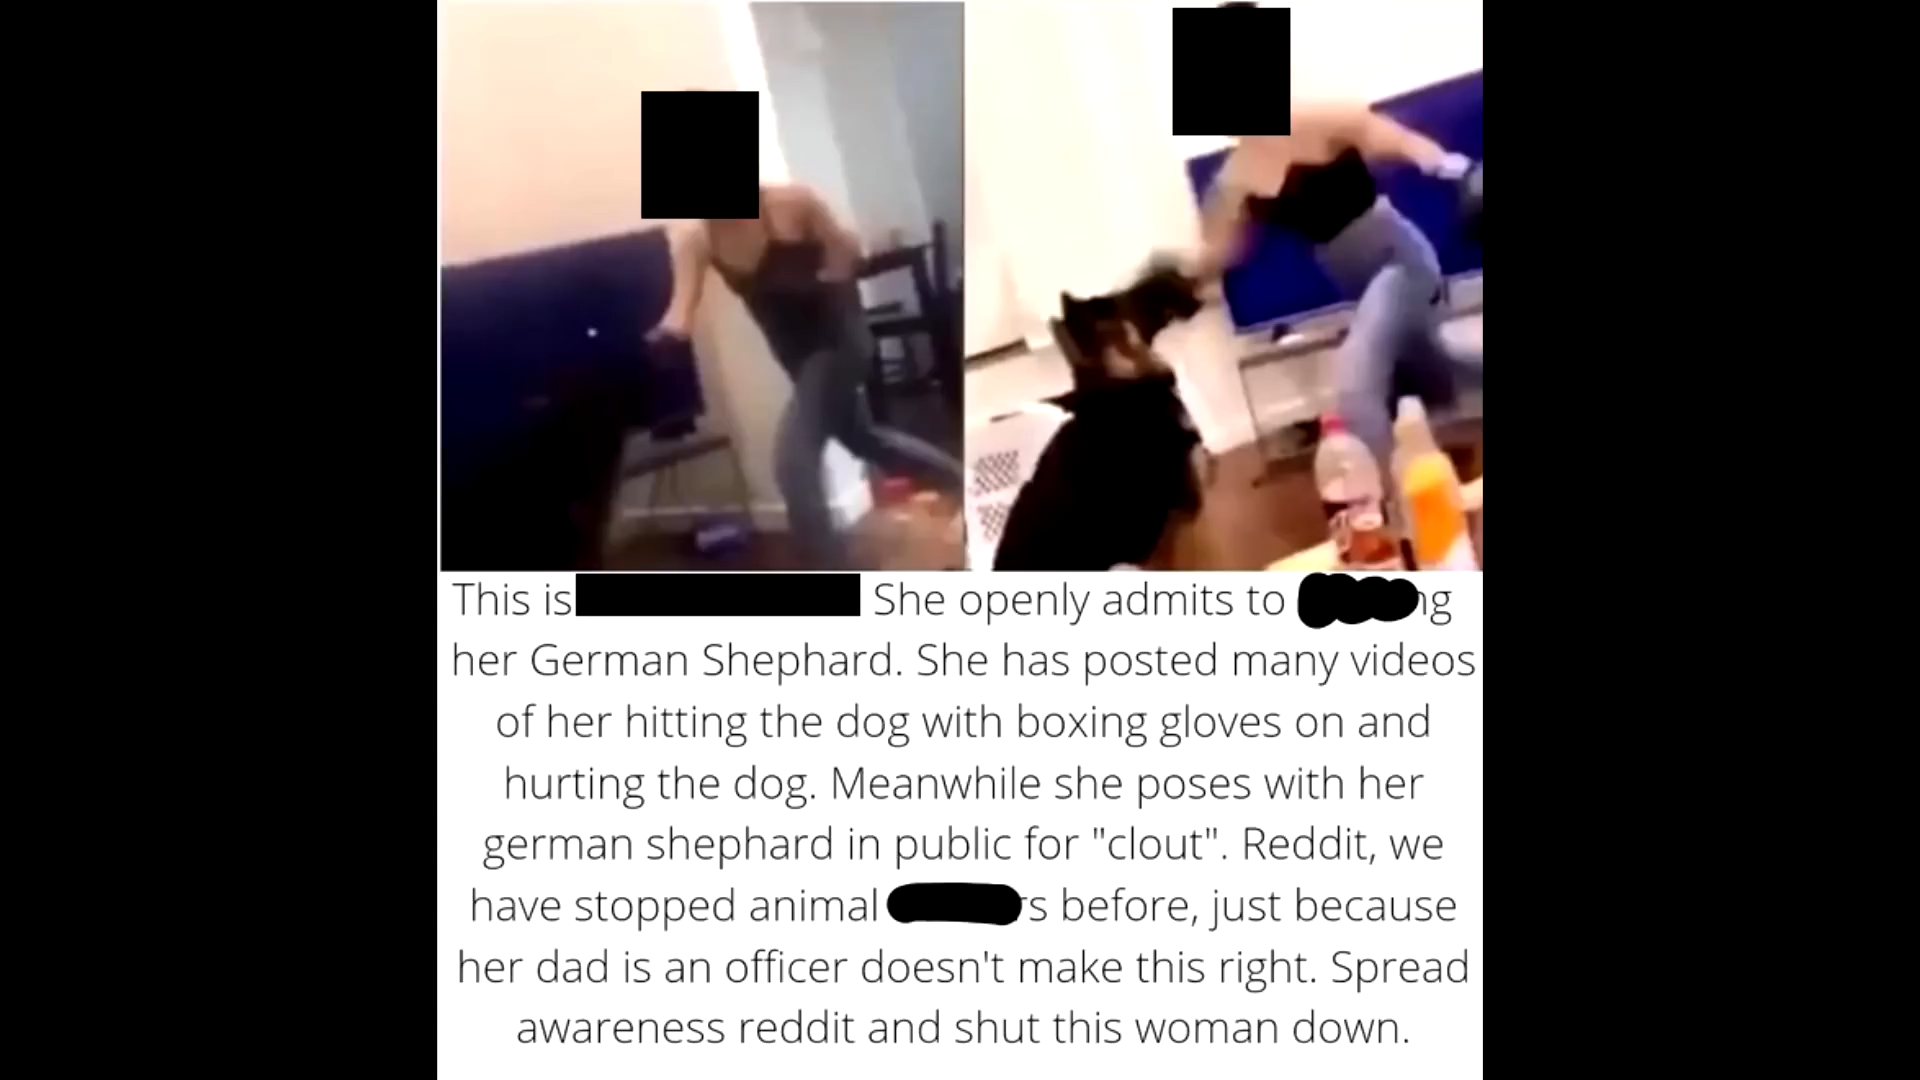 This is She openly admits to ng
her German Shephard. She has posted many videos
of her hitting the dog with boxing gloves on and
hurting the dog. Meanwhile she poses with her
german shephard in public for "clout". Reddit, we
have stopped animal rs before, just because
her dad is an officer doesn't make this right. Spread
awareness reddit and shut this woman down.